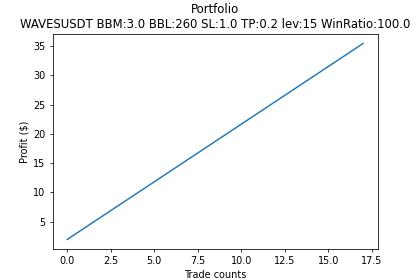 Portfolio
WAVESUSDT BBM:3.0 BBL:260 SL:1.0 TP:0.2 lev:15 WinRatio:100.0
Profit ($)
35
30
25
20
15
10
5
0.0 2.5 5.0 7.5 10.0 12.5 15.0 17.5
Trade counts